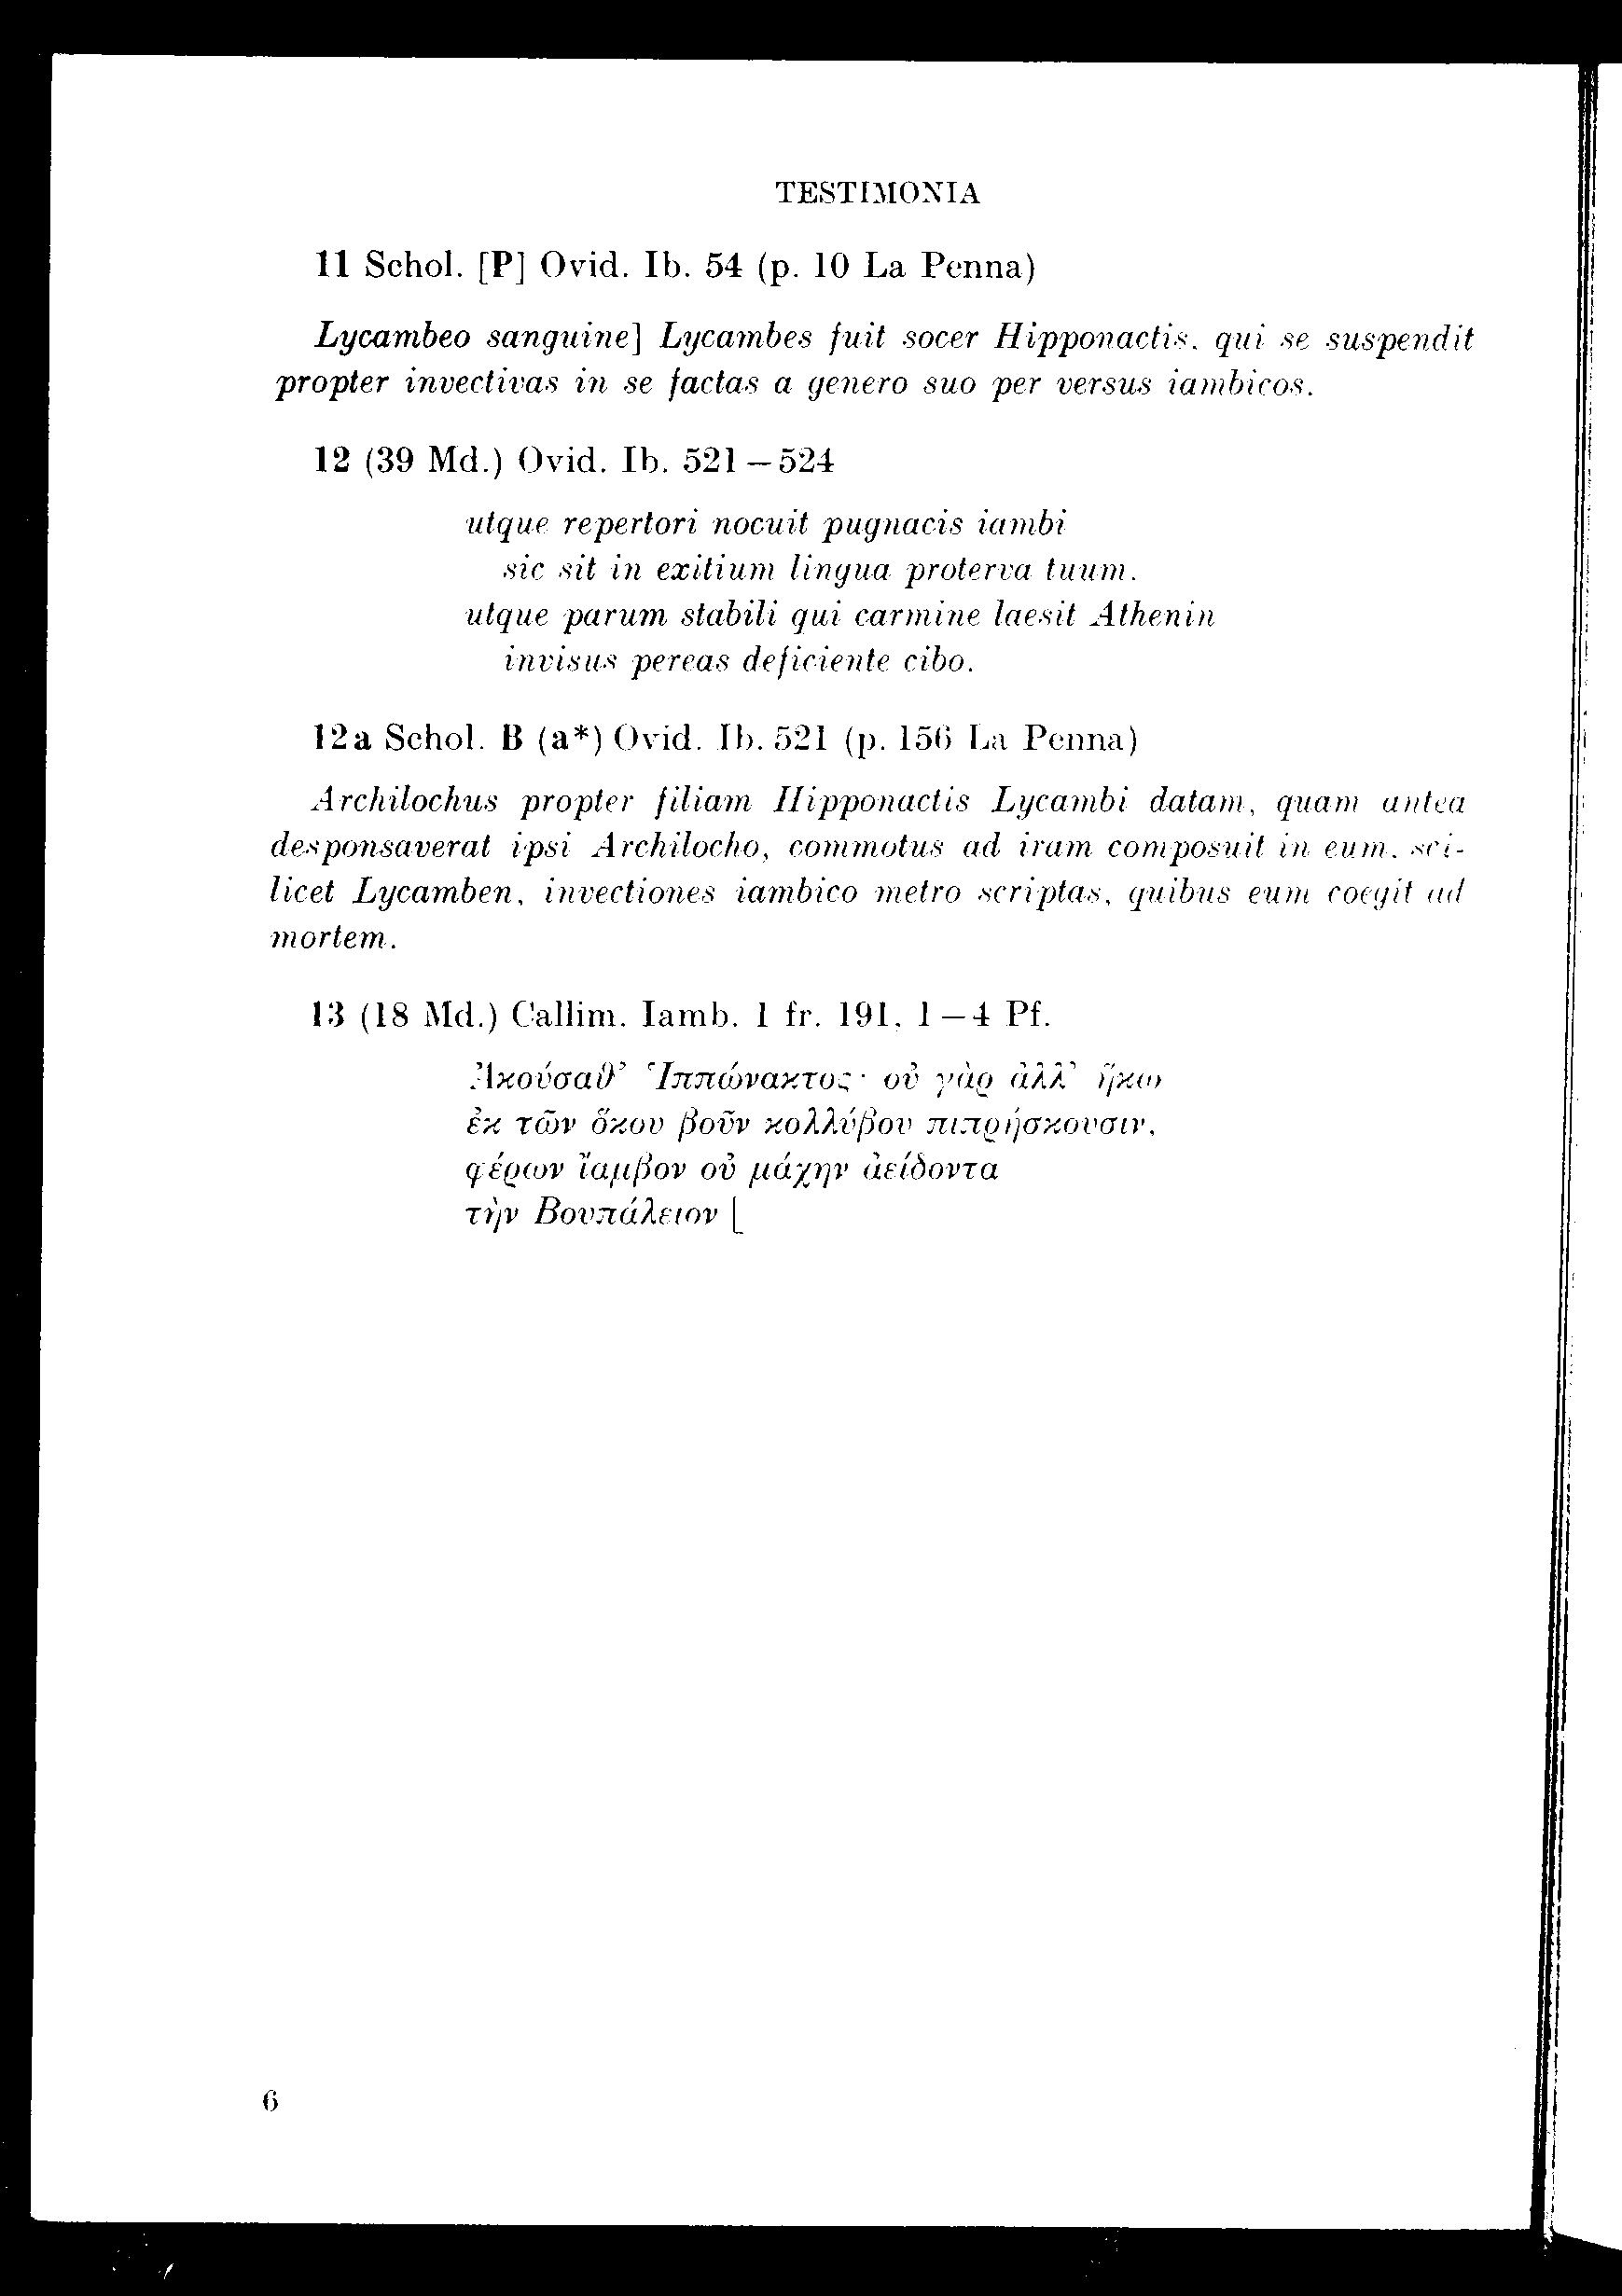 TESTIMONIA
11 Schol. [P] Ovid. Ib. 54 (p. 10 La Penna)
Lycambeo sanguine] Lycambes fuit socer Hipponactis, qui se suspendit
propter invectivas in se factas a genero suo per versus iambicos.
12 (39 Md.) Ovid. Ib. 521–524
utque repertori nocuit pugnacis iambi
sic sit in exitium lingua proterva tuum.
utque parum stabili qui carmine laesit Athenin
invisus pereas deficiente cibo.
12a Schol. B (a*) Ovid. Ib. 521 (p. 156 La Penna)
Archilochus propter filiam Hipponactis Lycambi datam, quam antea
desponsaverat ipsi Archilocho, commotus ad iram composuit in eum, sci-
licet Lycamben, invectiones iambico metro scriptas, quibus eum coegit ad
mortem.
13 (18 Md.) Callim. Iamb. 1 fr. 191, 1–4 Pf.
Ἀκούσαθ’ Ἱππώνακτος· οὐ γὰρ ἀλλ’ ἥκω
ἐκ τῶν ὅκου βοῦν κολλύβου πιπρήσκουσιν,
φέρων ἴαμβον οὐ μάχην ἀείδοντα
τὴν Βουπάλειον ⌊
6